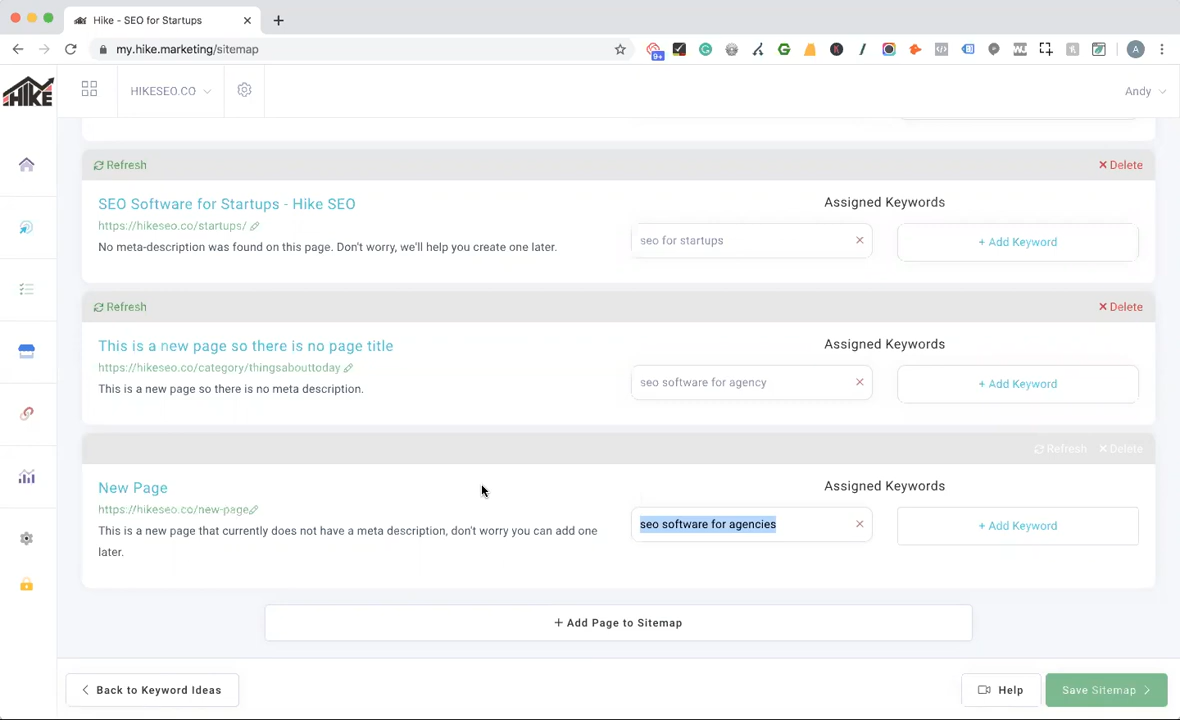 Hike - SEO for Startups
my.hike.marketing/sitemap
9+
A
HIKE
HIKESEO.CO
Andy
Refresh
Delete
SEO Software for Startups - Hike SEO
https://hikeseo.co/startups/
No meta-description was found on this page. Don't worry, we'll help you create one later.
Assigned Keywords
seo for startups
+ Add Keyword
Refresh
Delete
This is a new page so there is no page title
https://hikeseo.co/category/thingsabouttoday
This is a new page so there is no meta description.
Assigned Keywords
seo software for agency
+ Add Keyword
Refresh
Delete
New Page
https://hikeseo.co/new-page
This is a new page that currently does not have a meta description, don't worry you can add one
later.
Assigned Keywords
seo software for agencies
+ Add Keyword
+ Add Page to Sitemap
Back to Keyword Ideas
Help
Save Sitemap